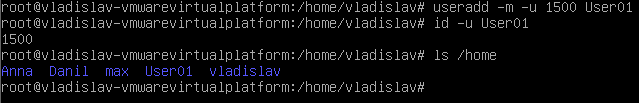 root@vladislav-vmwarevirtualplatform:/home/vladislav# useradd -m -u 1500 User01
root@vladislav-vmwarevirtualplatform:/home/vladislav# id -u User01
1500
root@vladislav-vmwarevirtualplatform:/home/vladislav# ls /home
Anna  Danil  max  User01  vladislav
root@vladislav-vmwarevirtualplatform:/home/vladislav#